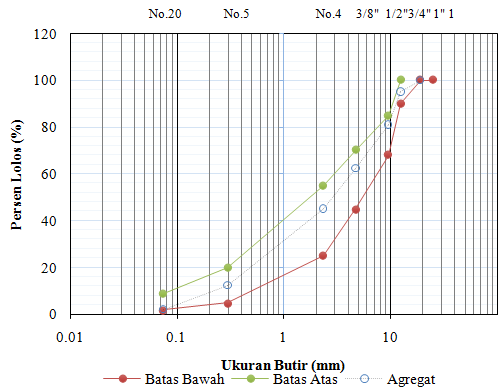 No.20 No.5 No.4 3/8" 1/2" 3/4" 1" 1
120
100
80
60
40
20
0
Persen Lolos (%)
0.01 0.1 1 10
Ukuran Butir (mm)
Batas Bawah Batas Atas Agregat